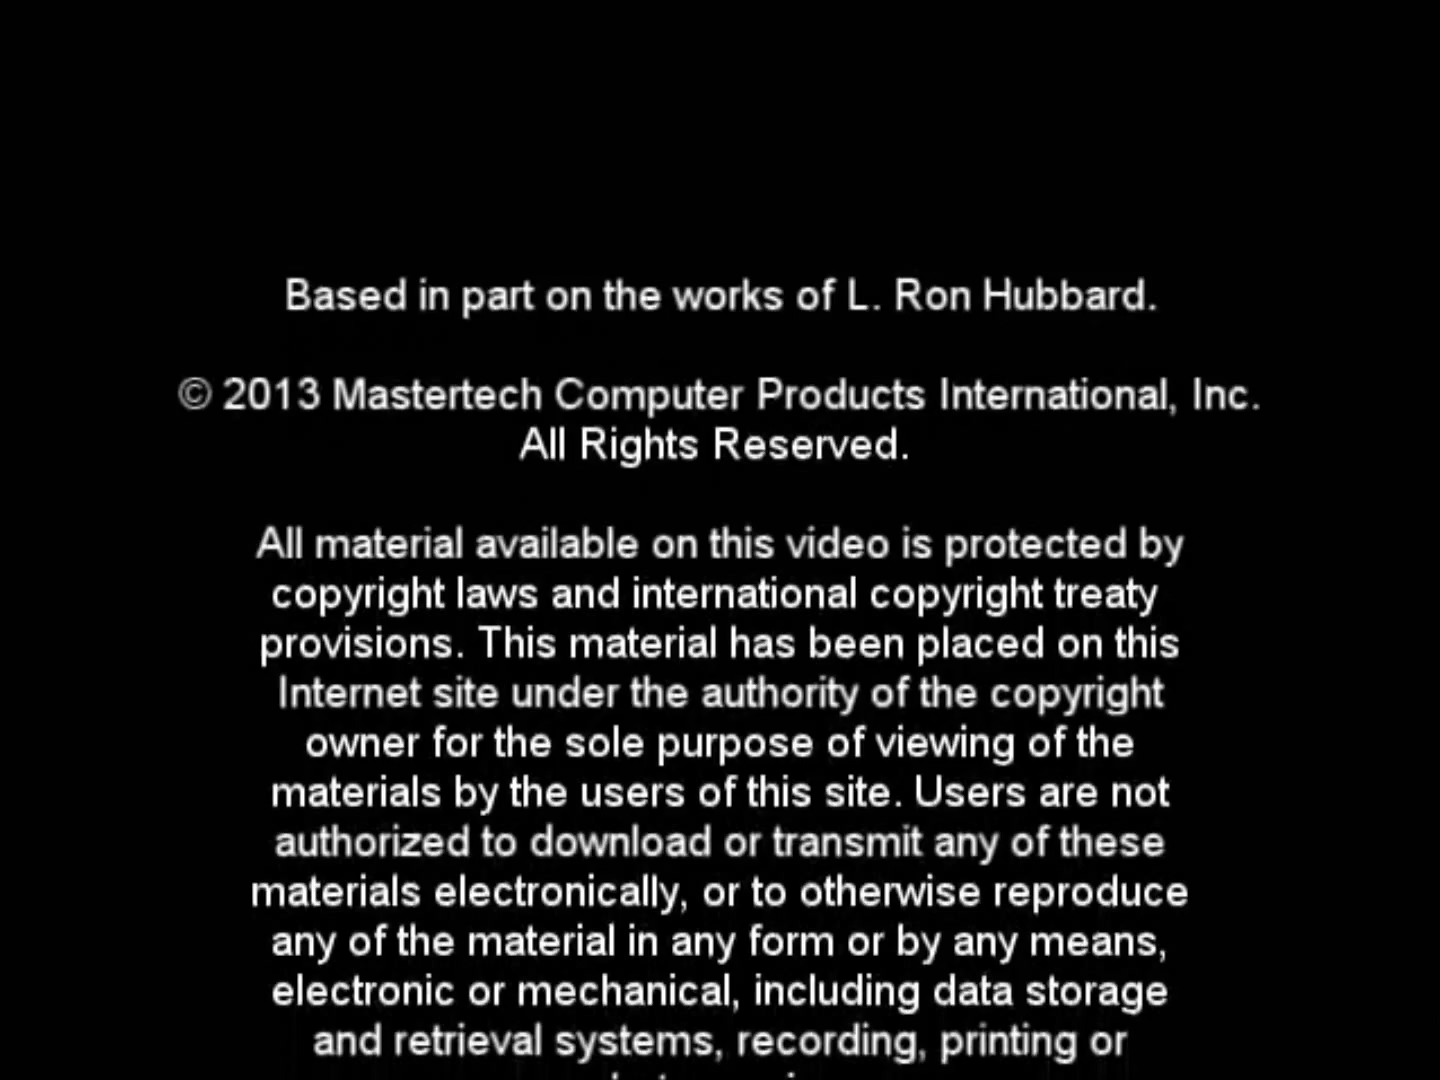 Based in part on the works of L. Ron Hubbard.
© 2013 Mastertech Computer Products International, Inc.
All Rights Reserved.
All material available on this video is protected by
copyright laws and international copyright treaty
provisions. This material has been placed on this
Internet site under the authority of the copyright
owner for the sole purpose of viewing of the
materials by the users of this site. Users are not
authorized to download or transmit any of these
materials electronically, or to otherwise reproduce
any of the material in any form or by any means,
electronic or mechanical, including data storage
and retrieval systems, recording, printing or